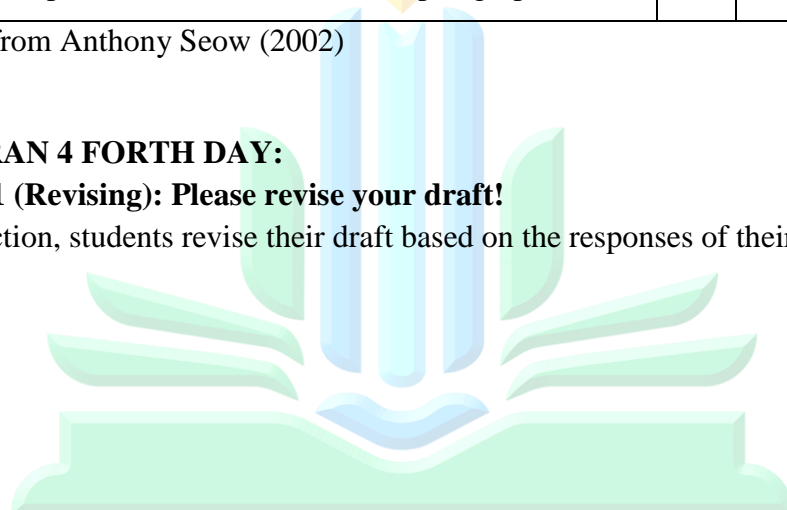 from Anthony Seow (2002)
RAN 4 FORTH DAY:
1 (Revising): Please revise your draft!
ction, students revise their draft based on the responses of their